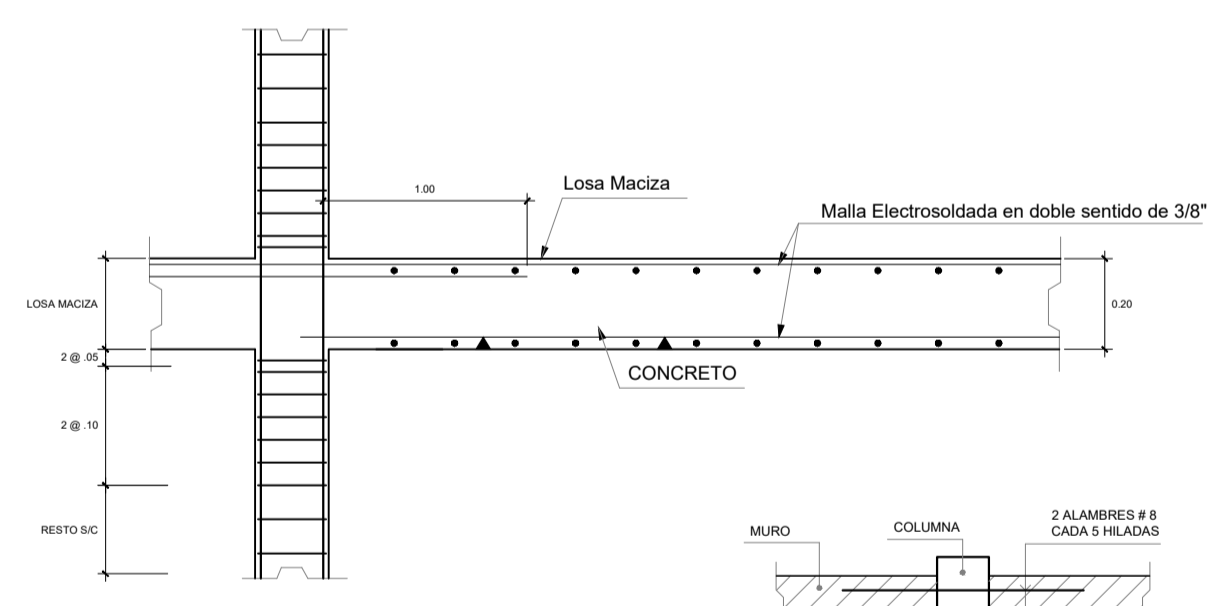 1.00
Losa Maciza
Malla Electrosoldada en doble sentido de 3/8"
LOSA MACIZA
0.20
2 @ .05
CONCRETO
2 @ .10
RESTO S/C
MURO
COLUMNA
2 ALAMBRES # 8
CADA 5 HILADAS